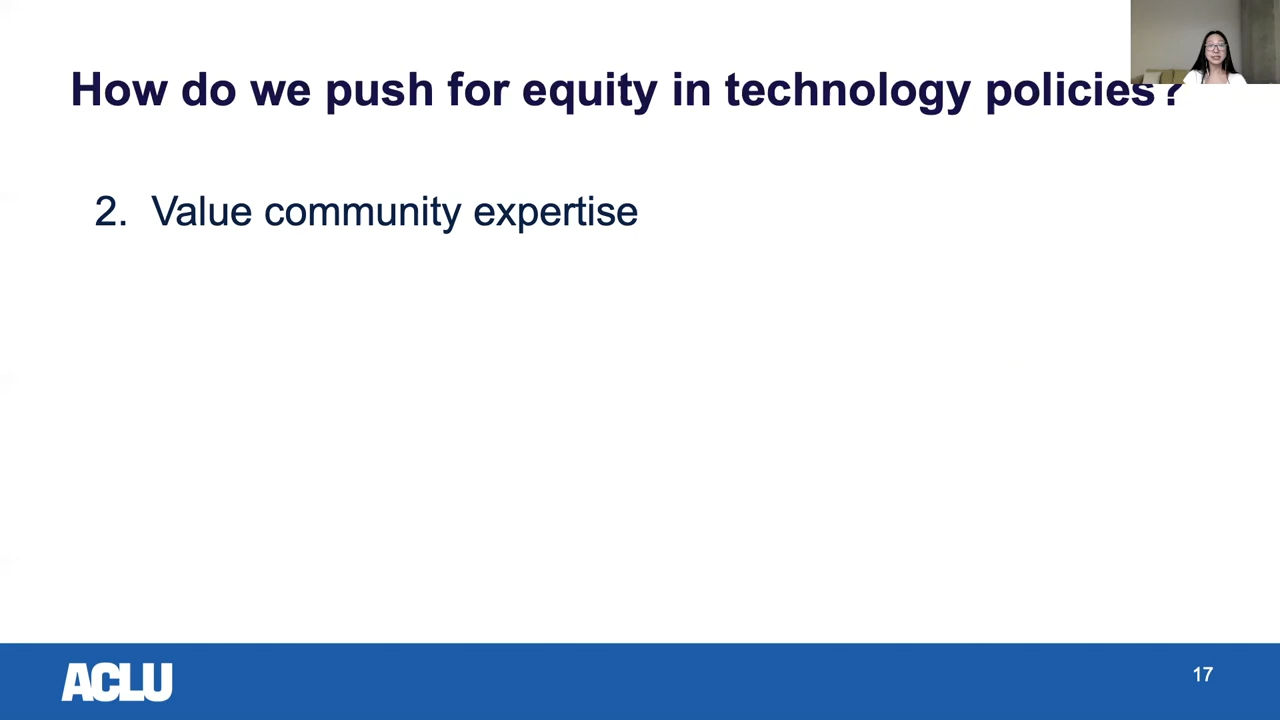 How do we push for equity in technology policies?
2. Value community expertise
ACLU
17